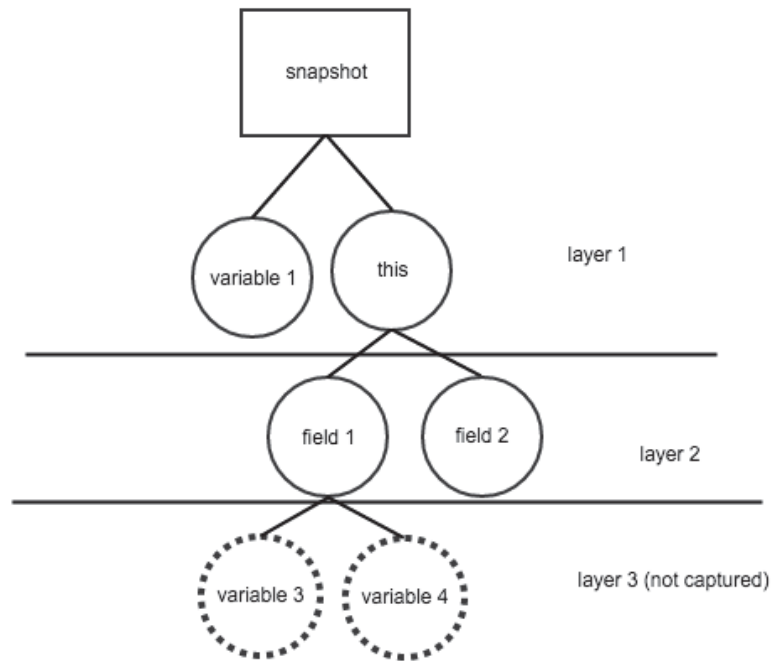 snapshot
layer 1
variable 1
this
field 1
field 2
layer 2
layer 3 (not captured)
variable 3
variable 4